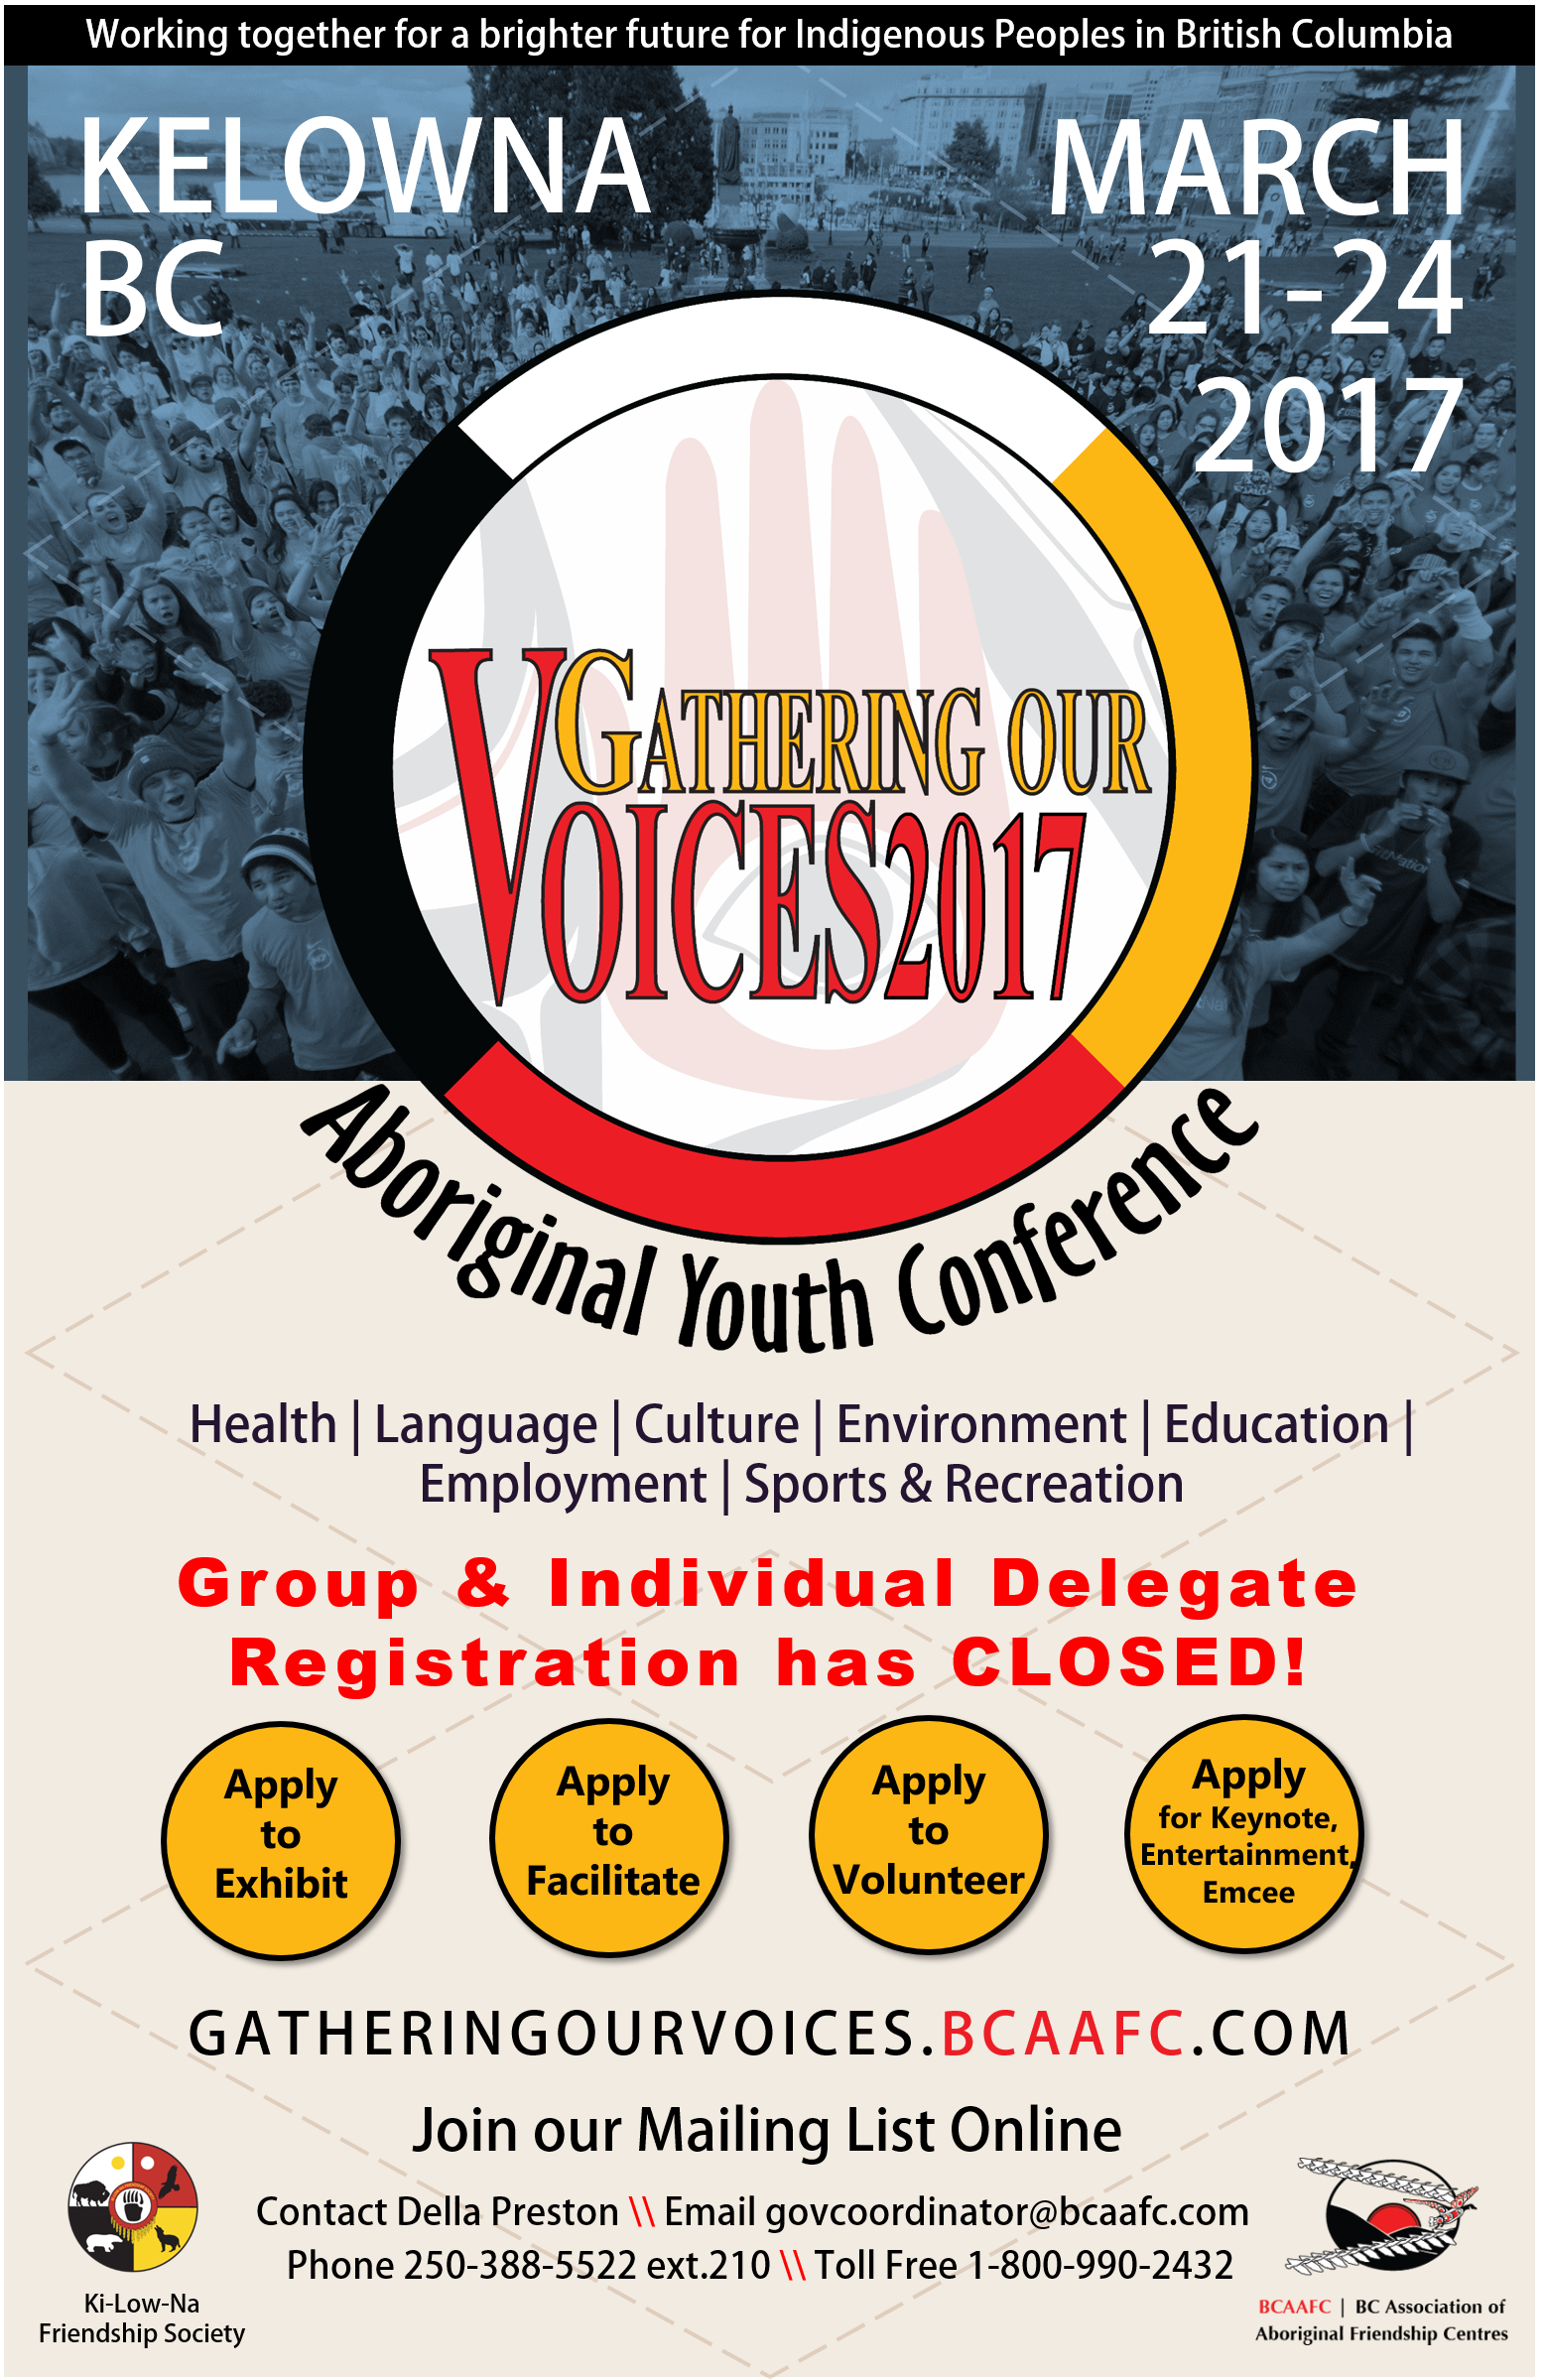 Working together for a brighter future for Indigenous Peoples in British Columbia
KELOWNA
BC
MARCH
21-24
2017
GATHERING OUR
VOICES2017
Aboriginal Youth Conference
Health | Language | Culture | Environment | Education |
Employment | Sports & Recreation
Group & Individual Delegate
Registration has CLOSED!
Apply
to
Exhibit
Apply
to
Facilitate
Apply
to
Volunteer
Apply
for Keynote,
Entertainment,
Emcee
GATHERINGOURVOICES.BCAAFC.COM
Join our Mailing List Online
Contact Della Preston \\ Email govcoordinator@bcaafc.com
Phone 250-388-5522 ext.210 \\ Toll Free 1-800-990-2432
Ki-Low-Na
Friendship Society
BCAAFC | BC Association of
Aboriginal Friendship Centres